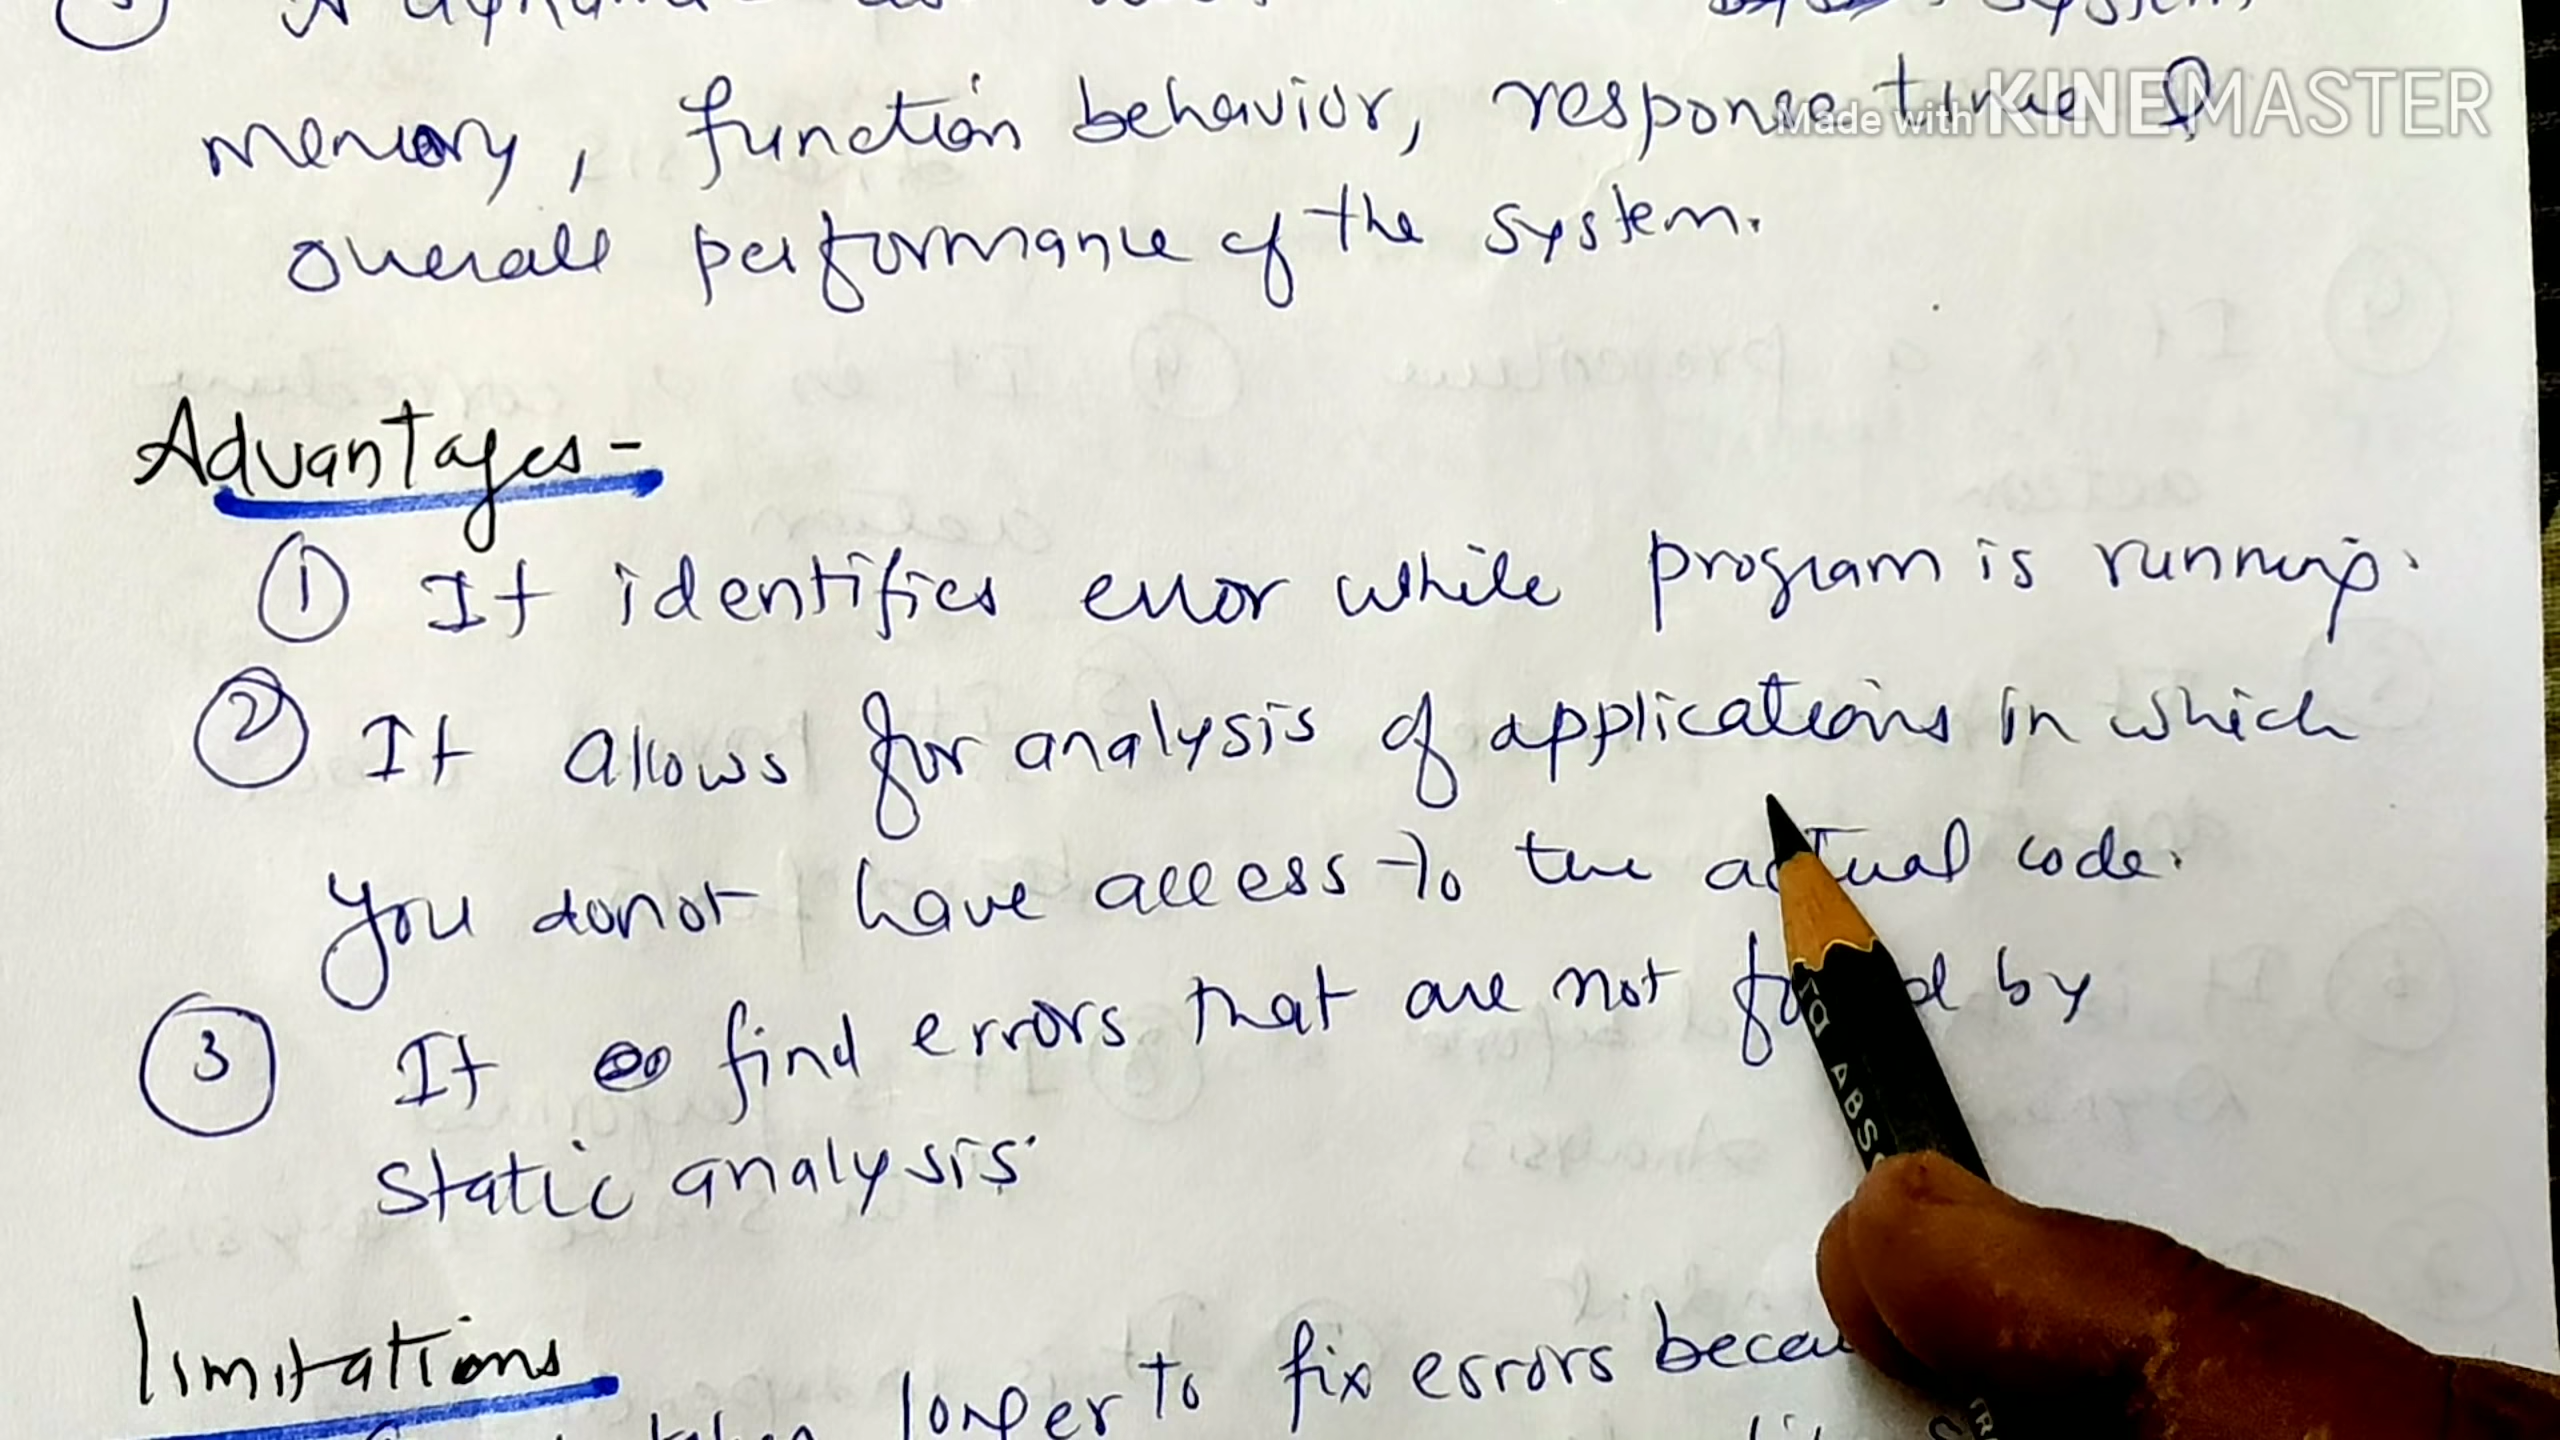 system
memory, function behavior, response time &
overall performance of the system.
Made with KINEMASTER
Advantages -
① It identifies error while program is running.
② It allows for analysis of applications in which
you donot have access to the actual code.
③ It find errors that are not found by
static analysis.
limitations
longer to fix errors